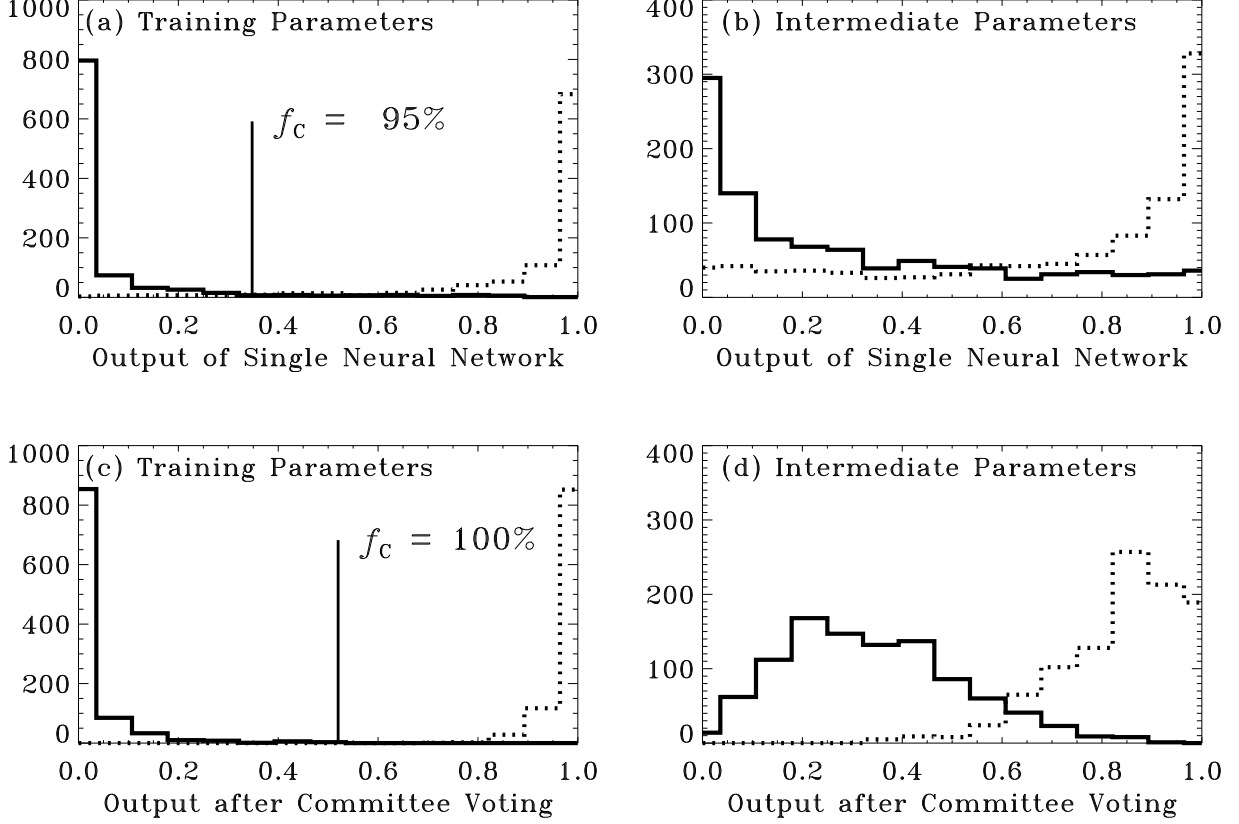 (a) Training Parameters
1000
800
600
400
200
0
f_C = 95%
0.0 0.2 0.4 0.6 0.8 1.0
Output of Single Neural Network
(b) Intermediate Parameters
400
300
200
100
0
0.0 0.2 0.4 0.6 0.8 1.0
Output of Single Neural Network
(c) Training Parameters
1000
800
600
400
200
0
f_C = 100%
0.0 0.2 0.4 0.6 0.8 1.0
Output after Committee Voting
(d) Intermediate Parameters
400
300
200
100
0
0.0 0.2 0.4 0.6 0.8 1.0
Output after Committee Voting